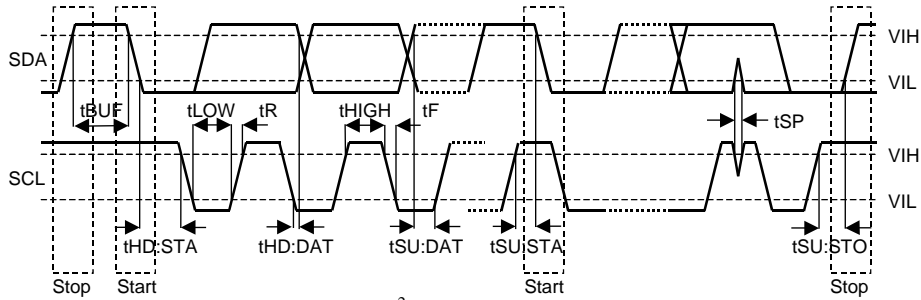 VIH
SDA
VIL
tBUF tLOW tR tHIGH tF tSP
VIH
SCL
VIL
tHD:STA tHD:DAT tSU:DAT tSU:STA tSU:STO
Stop Start Start Stop
2